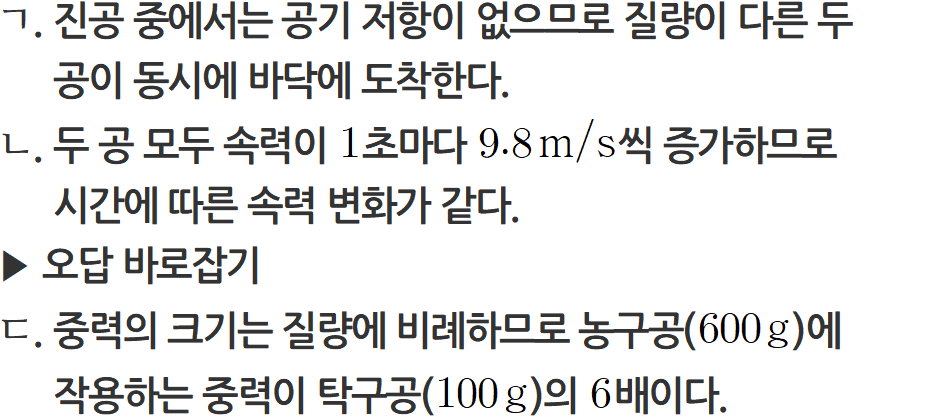 ㄱ. 진공 중에서는 공기 저항이 없으므로 질량이 다른 두
공이 동시에 바닥에 도착한다.
ㄴ. 두 공 모두 속력이 1초마다 9.8m/s씩 증가하므로
시간에 따른 속력 변화가 같다.
▶ 오답 바로잡기
ㄷ. 중력의 크기는 질량에 비례하므로 농구공(600g)에
작용하는 중력이 탁구공(100g)의 6배이다.